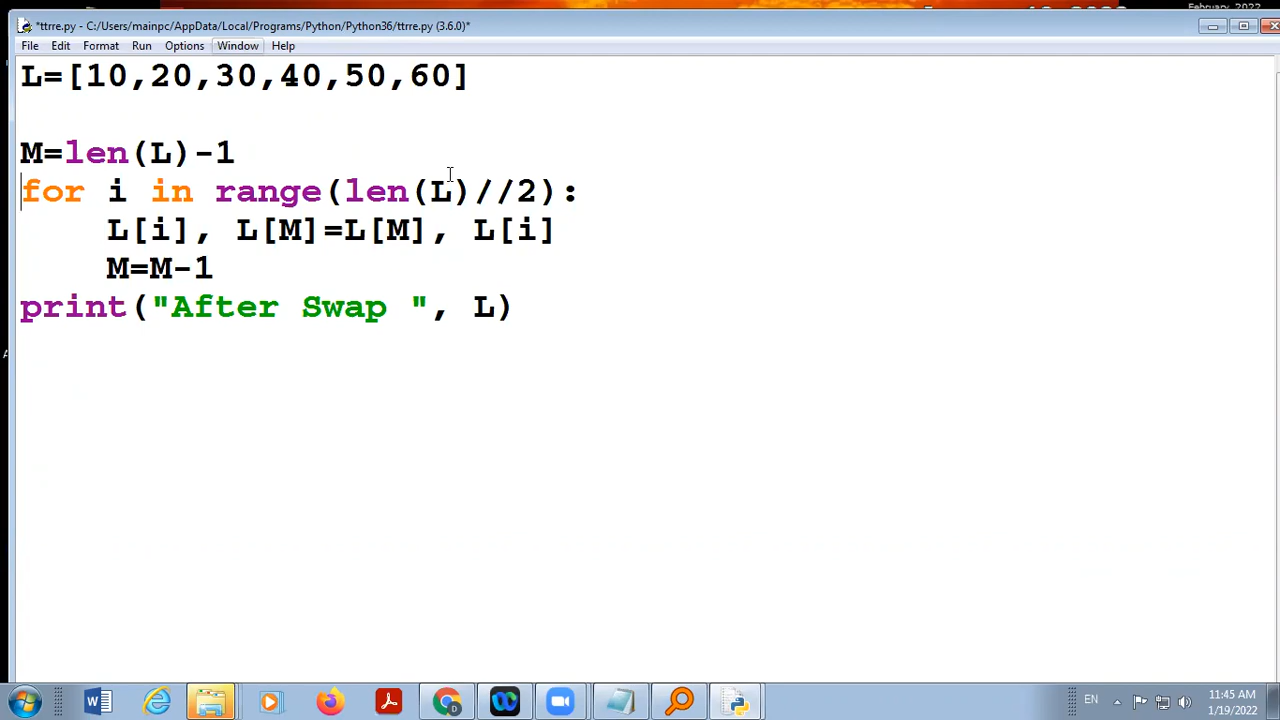 February, 2022
*ttrre.py - C:/Users/mainpc/AppData/Local/Programs/Python/Python36/ttrre.py (3.6.0)*
File Edit Format Run Options Window Help
L=[10,20,30,40,50,60]
M=len(L)-1
for i in range(len(L)//2):
    L[i], L[M]=L[M], L[i]
    M=M-1
print("After Swap ", L)
EN
11:45 AM
1/19/2022